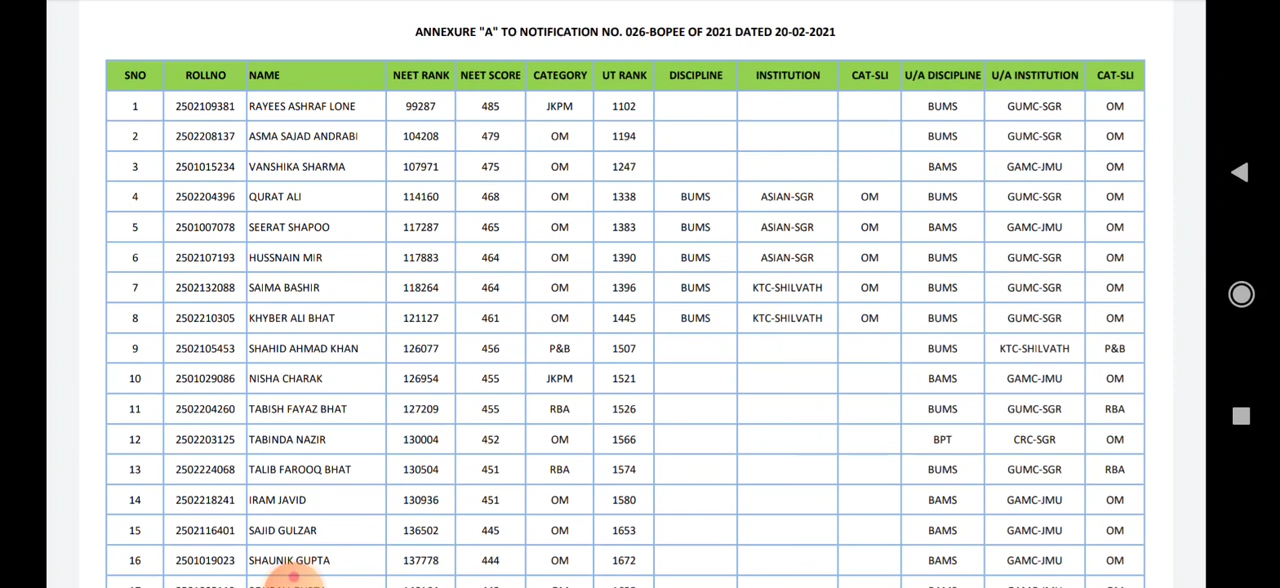 ANNEXURE "A" TO NOTIFICATION NO. 026-BOPEE OF 2021 DATED 20-02-2021
SNO ROLLNO NAME NEET RANK NEET SCORE CATEGORY UT RANK DISCIPLINE INSTITUTION CAT-SLI U/A DISCIPLINE U/A INSTITUTION CAT-SLI
1 2502109381 RAYEES ASHRAF LONE 99287 485 JKPM 1102 BUMS GUMC-SGR OM
2 2502208137 ASMA SAJAD ANDRABI 104208 479 OM 1194 BUMS GUMC-SGR OM
3 2501015234 VANSHIKA SHARMA 107971 475 OM 1247 BAMS GAMC-JMU OM
4 2502204396 QURAT ALI 114160 468 OM 1338 BUMS ASIAN-SGR OM BUMS GUMC-SGR OM
5 2501007078 SEERAT SHAPOO 117287 465 OM 1383 BUMS ASIAN-SGR OM BAMS GAMC-JMU OM
6 2502107193 HUSSNAIN MIR 117883 464 OM 1390 BUMS ASIAN-SGR OM BUMS GUMC-SGR OM
7 2502132088 SAIMA BASHIR 118264 464 OM 1396 BUMS KTC-SHILVATH OM BUMS GUMC-SGR OM
8 2502210305 KHYBER ALI BHAT 121127 461 OM 1445 BUMS KTC-SHILVATH OM BUMS GUMC-SGR OM
9 2502105453 SHAHID AHMAD KHAN 126077 456 P&B 1507 BUMS KTC-SHILVATH P&B
10 2501029086 NISHA CHARAK 126954 455 JKPM 1521 BAMS GAMC-JMU OM
11 2502204260 TABISH FAYAZ BHAT 127209 455 RBA 1526 BUMS GUMC-SGR RBA
12 2502203125 TABINDA NAZIR 130004 452 OM 1566 BPT CRC-SGR OM
13 2502224068 TALIB FAROOQ BHAT 130504 451 RBA 1574 BUMS GUMC-SGR RBA
14 2502218241 IRAM JAVID 130936 451 OM 1580 BAMS GAMC-JMU OM
15 2502116401 SAJID GULZAR 136502 445 OM 1653 BAMS GAMC-JMU OM
16 2501019023 SHAUNIK GUPTA 137778 444 OM 1672 BAMS GAMC-JMU OM